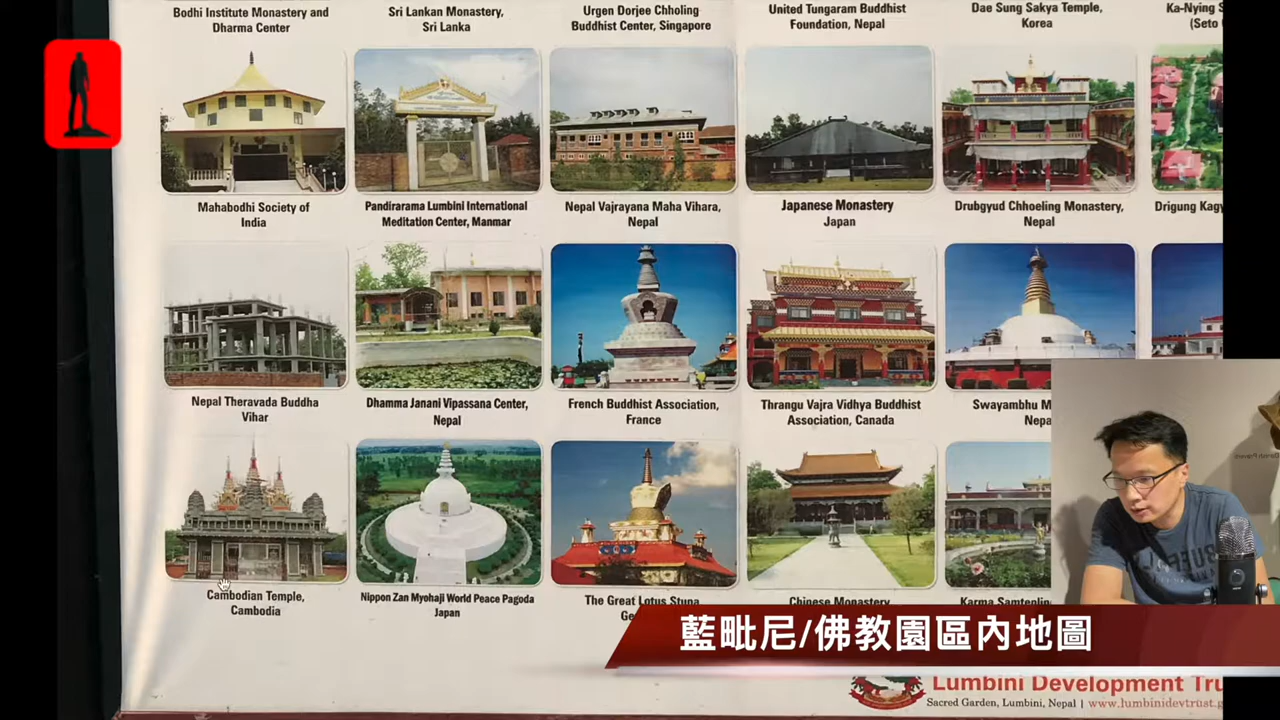 Bodhi Institute Monastery and
Dharma Center
Sri Lankan Monastery,
Sri Lanka
Urgen Dorjee Chholing
Buddhist Center, Singapore
United Tungaram Buddhist
Foundation, Nepal
Dae Sung Sakya Temple,
Korea
Ka-Nying S
(Seto
Mahabodhi Society of
India
Pandirarama Lumbini International
Meditation Center, Manmar
Nepal Vajrayana Maha Vihara,
Nepal
Japanese Monastery
Japan
Drubgyud Chhoeling Monastery,
Nepal
Drigung Kagy
Nepal Theravada Buddha
Vihar
Dhamma Janani Vipassana Center,
Nepal
French Buddhist Association,
France
Thrangu Vajra Vidhya Buddhist
Association, Canada
Swayambhu M
Nepa
Cambodian Temple,
Cambodia
Nippon Zan Myohaji World Peace Pagoda
Japan
The Great Lotus Stupa
Ge
Chinese Monastery
Karma Samtenlin
藍毗尼/佛教園區內地圖
Lumbini Development Tru
Sacred Garden, Lumbini, Nepal | www.lumbinidevtrust.g